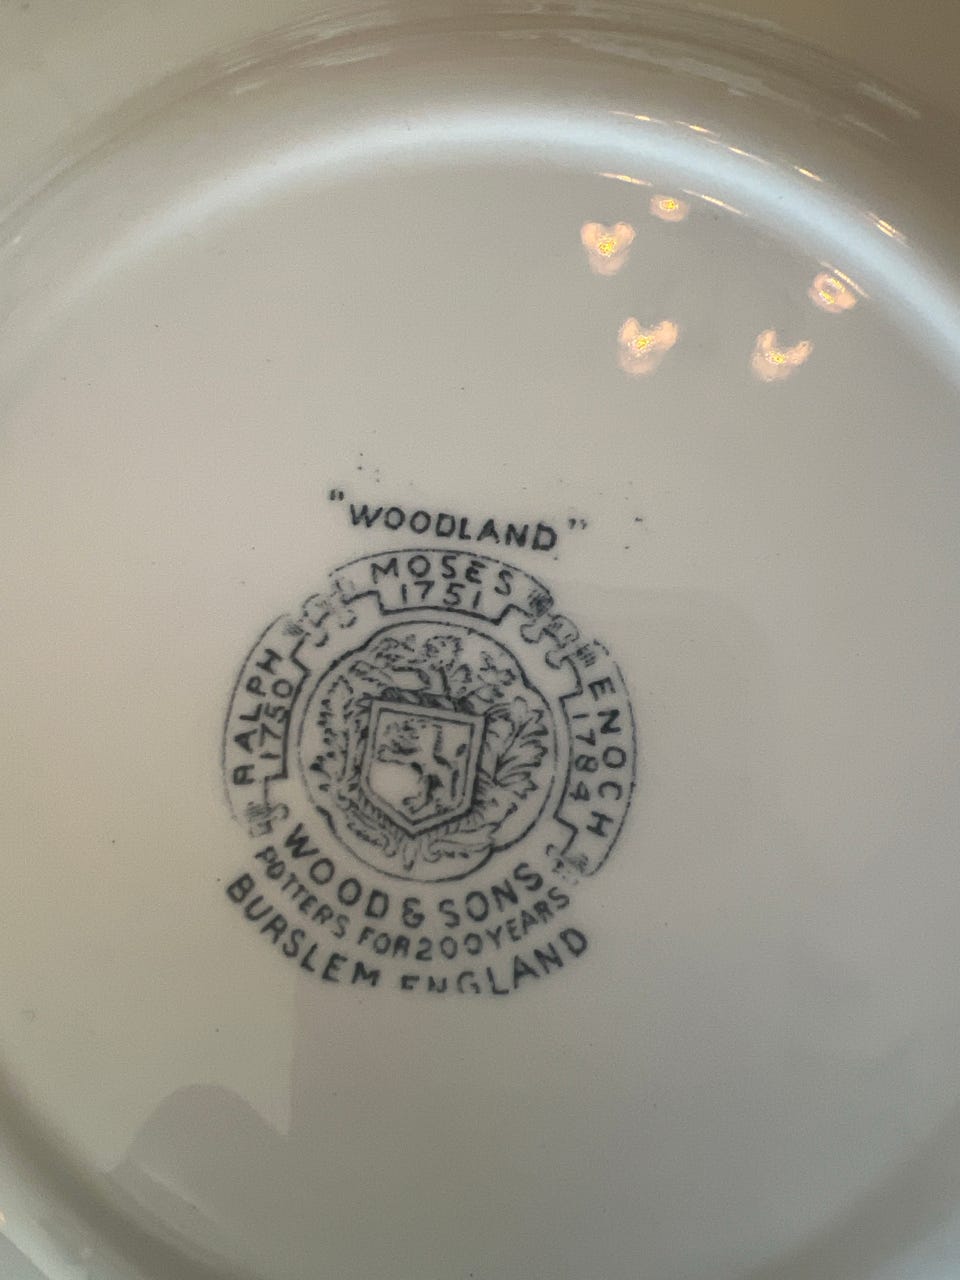 "WOODLAND"
MOSES
1751
RALPH
1750
ENOCH
1784
WOOD & SONS
POTTERS FOR 200 YEARS
BURSLEM ENGLAND